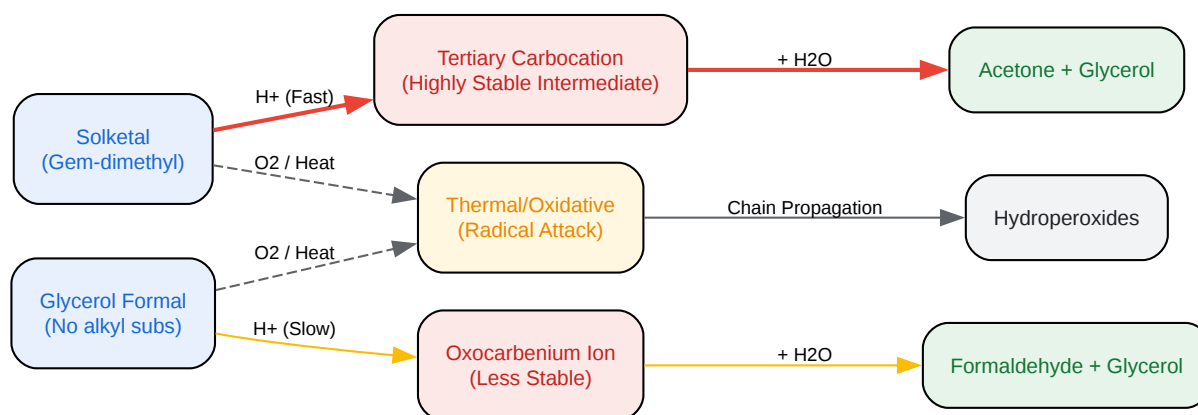 Tertiary Carbocation
(Highly Stable Intermediate)
+ H2O
Acetone + Glycerol
H+ (Fast)
Solketal
(Gem-dimethyl)
O2 / Heat
Thermal/Oxidative
(Radical Attack)
Chain Propagation
Hydroperoxides
O2 / Heat
Glycerol Formal
(No alkyl subs)
H+ (Slow)
Oxocarbenium Ion
(Less Stable)
+ H2O
Formaldehyde + Glycerol